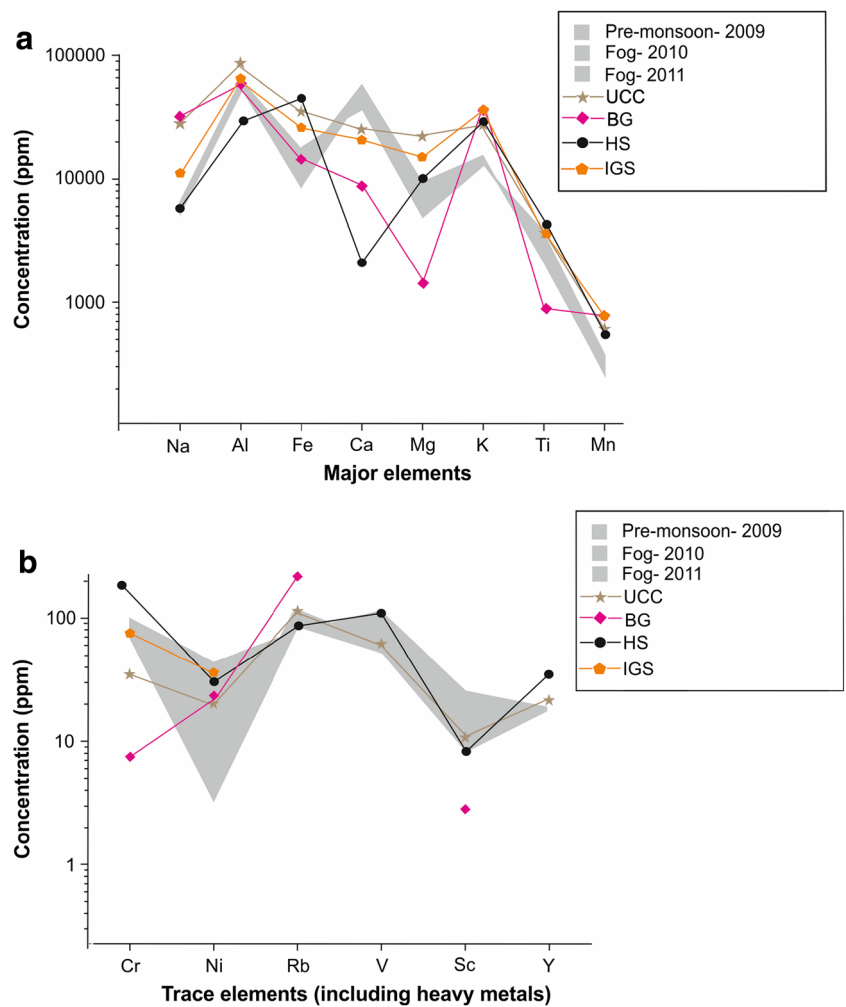 a
Pre-monsoon- 2009
Fog- 2010
Fog- 2011
UCC
BG
HS
IGS
100000
10000
1000
Concentration (ppm)
Na Al Fe Ca Mg K Ti Mn
Major elements
b
Pre-monsoon- 2009
Fog- 2010
Fog- 2011
UCC
BG
HS
IGS
100
10
1
Concentration (ppm)
Cr Ni Rb V Sc Y
Trace elements (including heavy metals)